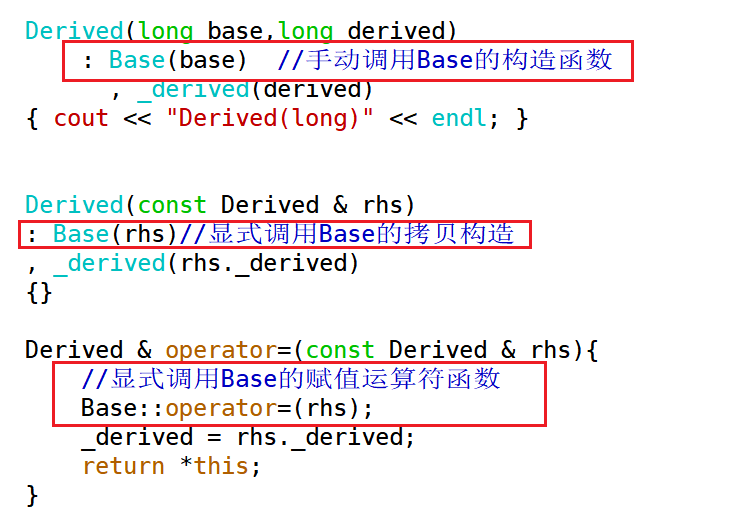 Derived(long base,long derived)
: Base(base) //手动调用Base的构造函数
, _derived(derived)
{ cout << "Derived(long)" << endl; }
Derived(const Derived & rhs)
: Base(rhs)//显式调用Base的拷贝构造
, _derived(rhs._derived)
{}
Derived & operator=(const Derived & rhs){
//显式调用Base的赋值运算符函数
Base::operator=(rhs);
_derived = rhs._derived;
return *this;
}